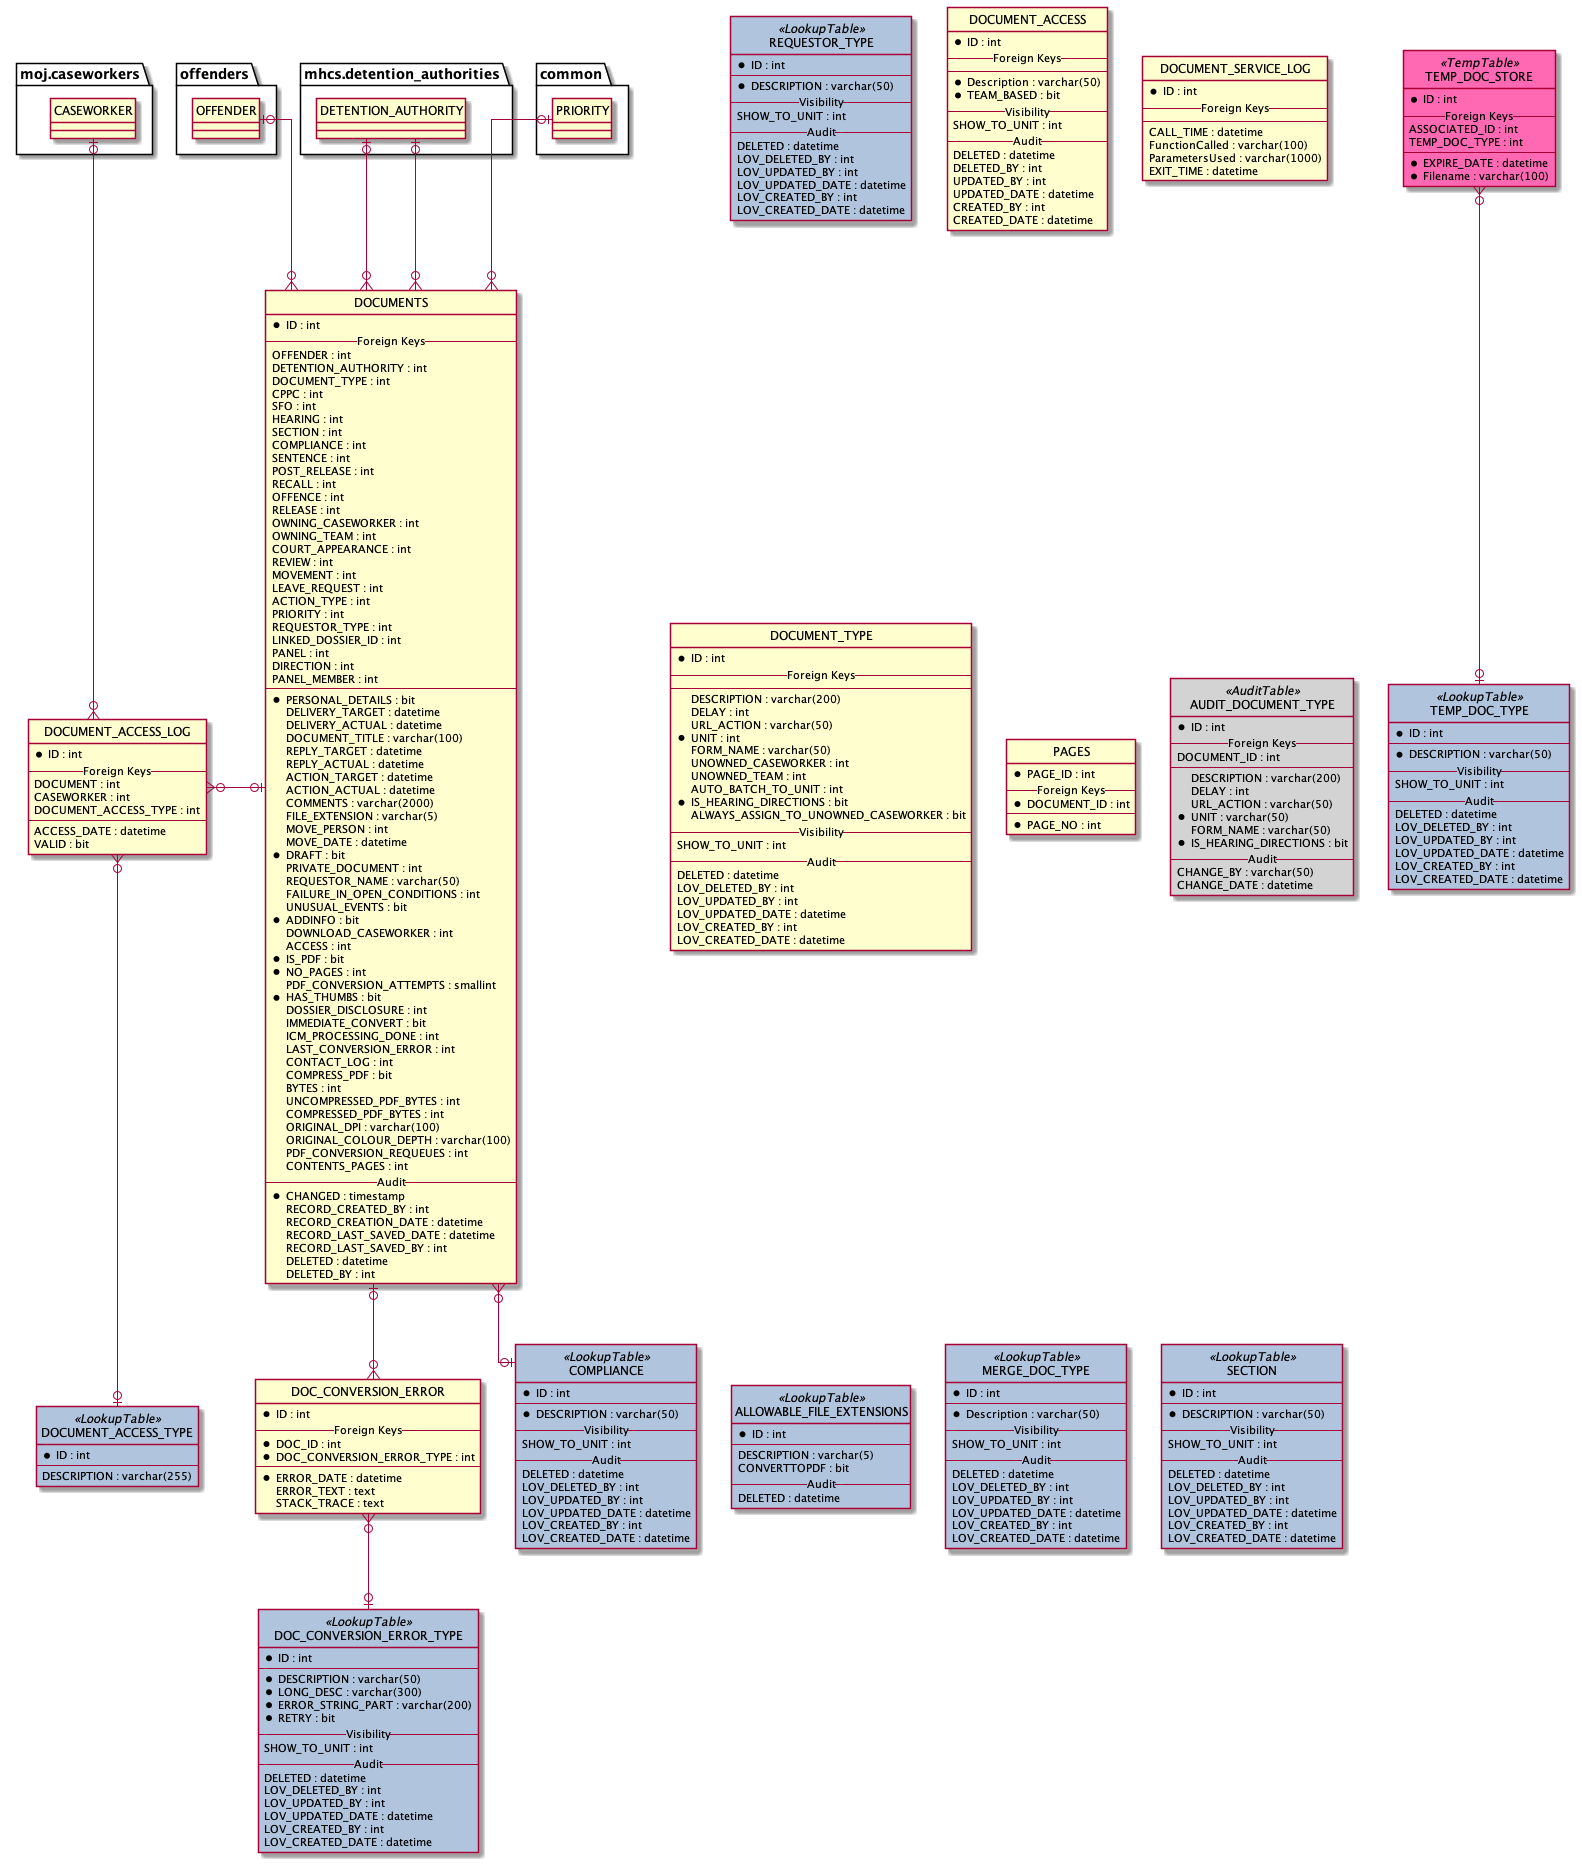 moj.caseworkers
CASEWORKER
offenders
OFFENDER
mhcs.detention_authorities
DETENTION_AUTHORITY
common
PRIORITY
«LookupTable»
REQUESTOR_TYPE
ID : int
DESCRIPTION : varchar(50)
Visibility
SHOW_TO_UNIT : int
Audit
DELETED : datetime
LOV_DELETED_BY : int
LOV_UPDATED_BY : int
LOV_UPDATED_DATE : datetime
LOV_CREATED_BY : int
LOV_CREATED_DATE : datetime
DOCUMENT_ACCESS
ID : int
Foreign Keys
Description : varchar(50)
TEAM_BASED : bit
Visibility
SHOW_TO_UNIT : int
Audit
DELETED : datetime
DELETED_BY : int
UPDATED_BY : int
UPDATED_DATE : datetime
CREATED_BY : int
CREATED_DATE : datetime
DOCUMENT_SERVICE_LOG
ID : int
Foreign Keys
CALL_TIME : datetime
FunctionCalled : varchar(100)
ParametersUsed : varchar(1000)
EXIT_TIME : datetime
«TempTable»
TEMP_DOC_STORE
ID : int
Foreign Keys
ASSOCIATED_ID : int
TEMP_DOC_TYPE : int
EXPIRE_DATE : datetime
Filename : varchar(100)
DOCUMENTS
ID : int
Foreign Keys
OFFENDER : int
DETENTION_AUTHORITY : int
DOCUMENT_TYPE : int
CPPC : int
SFO : int
HEARING : int
SECTION : int
COMPLIANCE : int
SENTENCE : int
POST_RELEASE : int
RECALL : int
OFFENCE : int
RELEASE : int
OWNING_CASEWORKER : int
OWNING_TEAM : int
COURT_APPEARANCE : int
REVIEW : int
MOVEMENT : int
LEAVE_REQUEST : int
ACTION_TYPE : int
PRIORITY : int
REQUESTOR_TYPE : int
LINKED_DOSSIER_ID : int
PANEL : int
DIRECTION : int
PANEL_MEMBER : int
PERSONAL_DETAILS : bit
DELIVERY_TARGET : datetime
DELIVERY_ACTUAL : datetime
DOCUMENT_TITLE : varchar(100)
REPLY_TARGET : datetime
REPLY_ACTUAL : datetime
ACTION_TARGET : datetime
ACTION_ACTUAL : datetime
COMMENTS : varchar(2000)
FILE_EXTENSION : varchar(5)
MOVE_PERSON : int
MOVE_DATE : datetime
DRAFT : bit
PRIVATE_DOCUMENT : int
REQUESTOR_NAME : varchar(50)
FAILURE_IN_OPEN_CONDITIONS : int
UNUSUAL_EVENTS : bit
ADDINFO : bit
DOWNLOAD_CASEWORKER : int
ACCESS : int
IS_PDF : bit
NO_PAGES : int
PDF_CONVERSION_ATTEMPTS : smallint
HAS_THUMBS : bit
DOSSIER_DISCLOSURE : int
IMMEDIATE_CONVERT : bit
ICM_PROCESSING_DONE : int
LAST_CONVERSION_ERROR : int
CONTACT_LOG : int
COMPRESS_PDF : bit
BYTES : int
UNCOMPRESSED_PDF_BYTES : int
COMPRESSED_PDF_BYTES : int
ORIGINAL_DPI : varchar(100)
ORIGINAL_COLOUR_DEPTH : varchar(100)
PDF_CONVERSION_REQUEUES : int
CONTENTS_PAGES : int
Audit
CHANGED : timestamp
RECORD_CREATED_BY : int
RECORD_CREATION_DATE : datetime
RECORD_LAST_SAVED_DATE : datetime
RECORD_LAST_SAVED_BY : int
DELETED : datetime
DELETED_BY : int
DOCUMENT_ACCESS_LOG
ID : int
Foreign Keys
DOCUMENT : int
CASEWORKER : int
DOCUMENT_ACCESS_TYPE : int
ACCESS_DATE : datetime
VALID : bit
DOCUMENT_TYPE
ID : int
Foreign Keys
DESCRIPTION : varchar(200)
DELAY : int
URL_ACTION : varchar(50)
UNIT : int
FORM_NAME : varchar(50)
UNOWNED_CASEWORKER : int
UNOWNED_TEAM : int
AUTO_BATCH_TO_UNIT : int
IS_HEARING_DIRECTIONS : bit
ALWAYS_ASSIGN_TO_UNOWNED_CASEWORKER : bit
Visibility
SHOW_TO_UNIT : int
Audit
DELETED : datetime
LOV_DELETED_BY : int
LOV_UPDATED_BY : int
LOV_UPDATED_DATE : datetime
LOV_CREATED_BY : int
LOV_CREATED_DATE : datetime
PAGES
PAGE_ID : int
Foreign Keys
DOCUMENT_ID : int
PAGE_NO : int
«AuditTable»
AUDIT_DOCUMENT_TYPE
ID : int
Foreign Keys
DOCUMENT_ID : int
DESCRIPTION : varchar(200)
DELAY : int
URL_ACTION : varchar(50)
UNIT : varchar(50)
FORM_NAME : varchar(50)
IS_HEARING_DIRECTIONS : bit
Audit
CHANGE_BY : varchar(50)
CHANGE_DATE : datetime
«LookupTable»
TEMP_DOC_TYPE
ID : int
DESCRIPTION : varchar(50)
Visibility
SHOW_TO_UNIT : int
Audit
DELETED : datetime
LOV_DELETED_BY : int
LOV_UPDATED_BY : int
LOV_UPDATED_DATE : datetime
LOV_CREATED_BY : int
LOV_CREATED_DATE : datetime
«LookupTable»
DOCUMENT_ACCESS_TYPE
ID : int
DESCRIPTION : varchar(255)
DOC_CONVERSION_ERROR
ID : int
Foreign Keys
DOC_ID : int
DOC_CONVERSION_ERROR_TYPE : int
ERROR_DATE : datetime
ERROR_TEXT : text
STACK_TRACE : text
«LookupTable»
COMPLIANCE
ID : int
DESCRIPTION : varchar(50)
Visibility
SHOW_TO_UNIT : int
Audit
DELETED : datetime
LOV_DELETED_BY : int
LOV_UPDATED_BY : int
LOV_UPDATED_DATE : datetime
LOV_CREATED_BY : int
LOV_CREATED_DATE : datetime
«LookupTable»
ALLOWABLE_FILE_EXTENSIONS
ID : int
DESCRIPTION : varchar(5)
CONVERTTOPDF : bit
Audit
DELETED : datetime
«LookupTable»
MERGE_DOC_TYPE
ID : int
Description : varchar(50)
Visibility
SHOW_TO_UNIT : int
Audit
DELETED : datetime
LOV_DELETED_BY : int
LOV_UPDATED_BY : int
LOV_UPDATED_DATE : datetime
LOV_CREATED_BY : int
LOV_CREATED_DATE : datetime
«LookupTable»
SECTION
ID : int
DESCRIPTION : varchar(50)
Visibility
SHOW_TO_UNIT : int
Audit
DELETED : datetime
LOV_DELETED_BY : int
LOV_UPDATED_BY : int
LOV_UPDATED_DATE : datetime
LOV_CREATED_BY : int
LOV_CREATED_DATE : datetime
«LookupTable»
DOC_CONVERSION_ERROR_TYPE
ID : int
DESCRIPTION : varchar(50)
LONG_DESC : varchar(300)
ERROR_STRING_PART : varchar(200)
RETRY : bit
Visibility
SHOW_TO_UNIT : int
Audit
DELETED : datetime
LOV_DELETED_BY : int
LOV_UPDATED_BY : int
LOV_UPDATED_DATE : datetime
LOV_CREATED_BY : int
LOV_CREATED_DATE : datetime